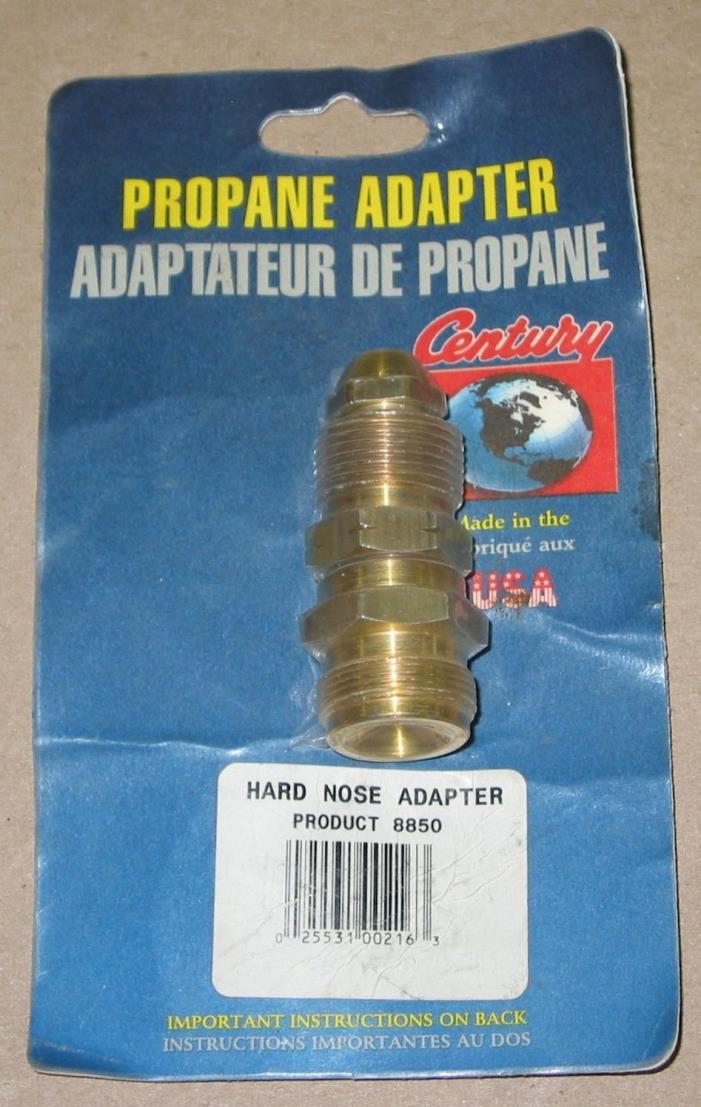 PROPANE ADAPTER
ADAPTATEUR DE PROPANE
Century
Made in the
briqué aux
USA
HARD NOSE ADAPTER
PRODUCT 8850
0 25531 00216 3
IMPORTANT INSTRUCTIONS ON BACK
INSTRUCTIONS IMPORTANTES AU DOS